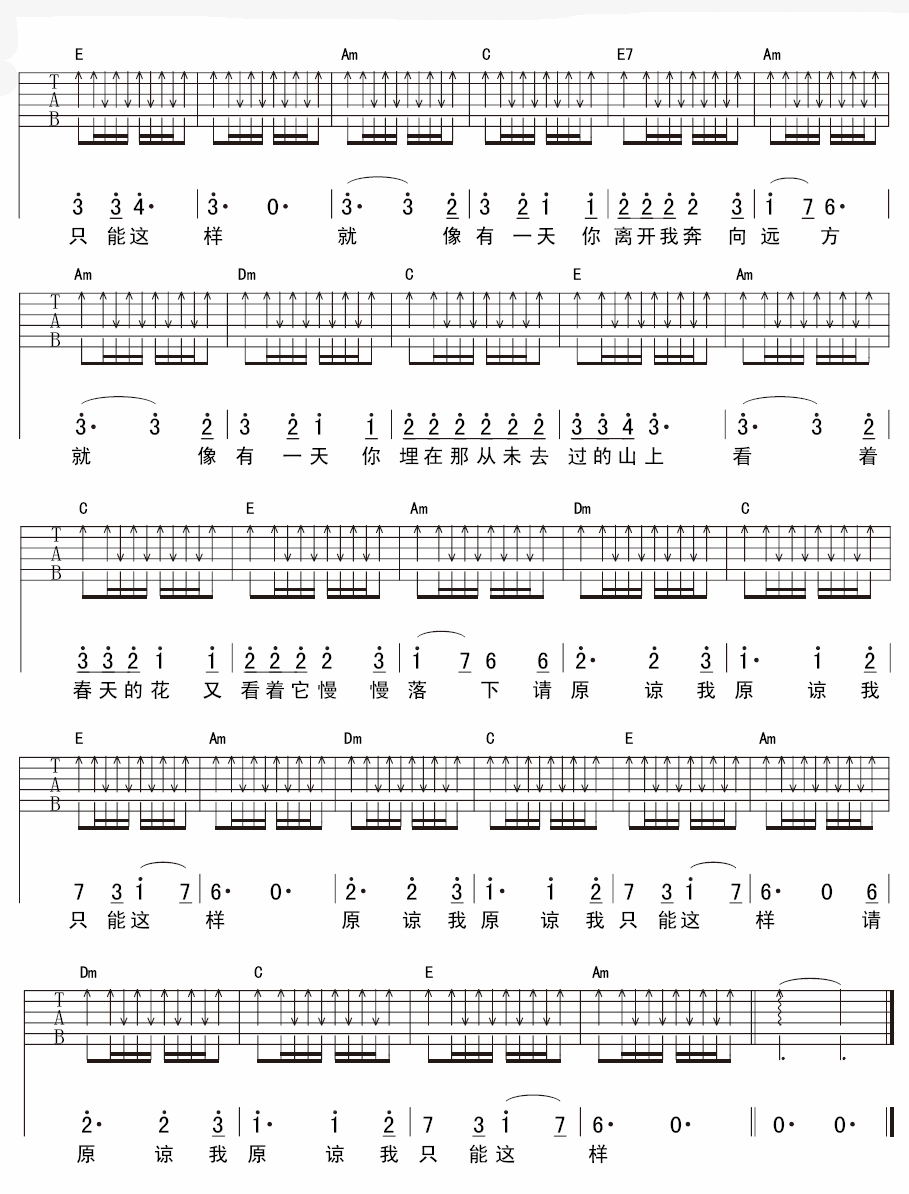 E Am C E7 Am
T
A
B
3 3 4· 3· 0· 3· 3 2 3 2 1 1 2 2 2 2 3 1 7 6·
只 能 这 样 就 像 有 一 天 你 离 开 我 奔 向 远 方
Am Dm C E Am
T
A
B
3· 3 2 3 2 1 1 2 2 2 2 2 2 3 3 4 3· 3· 3 2
就 像 有 一 天 你 埋 在 那 从 未 去 过 的 山 上 看 着
C E Am Dm C
T
A
B
3 3 2 1 1 2 2 2 2 3 1 7 6 6 2· 2 3 1· 1 2
春 天 的 花 又 看 着 它 慢 慢 落 下 请 原 谅 我 原 谅 我
E Am Dm C E Am
T
A
B
7 3 1 7 6· 0· 2· 2 3 1· 1 2 7 3 1 7 6· 0 6
只 能 这 样 原 谅 我 原 谅 我 只 能 这 样 请
Dm C E Am
T
A
B
2· 2 3 1· 1 2 7 3 1 7 6· 0· 0· 0·
原 谅 我 原 谅 我 只 能 这 样